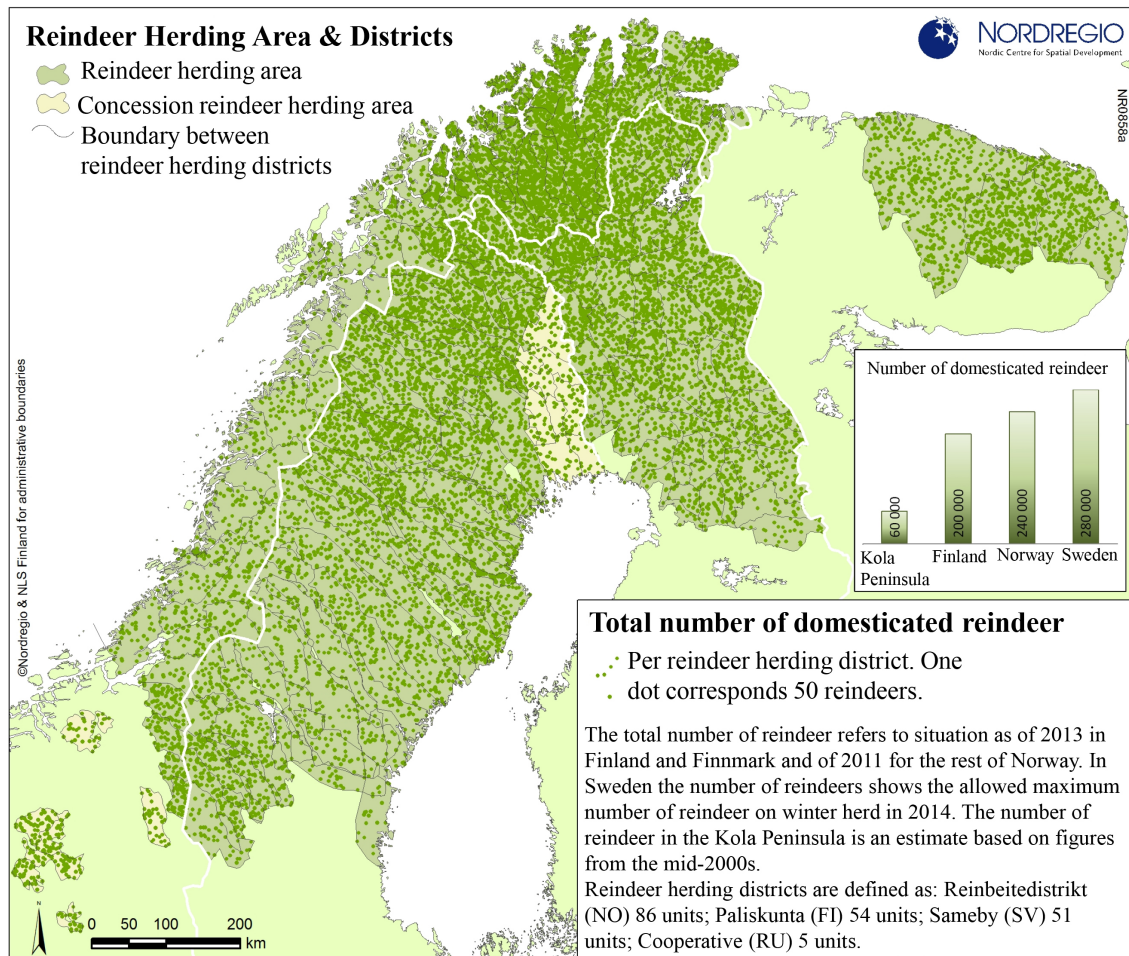 Reindeer Herding Area & Districts
Reindeer herding area
Concession reindeer herding area
Boundary between
reindeer herding districts
NORDREGIO
Nordic Centre for Spatial Development
NR0858a
©Nordregio & NLS Finland for administrative boundaries
Number of domesticated reindeer
60 000
200 000
240 000
280 000
Kola
Peninsula
Finland
Norway
Sweden
Total number of domesticated reindeer
Per reindeer herding district. One
dot corresponds 50 reindeers.
The total number of reindeer refers to situation as of 2013 in
Finland and Finnmark and of 2011 for the rest of Norway. In
Sweden the number of reindeers shows the allowed maximum
number of reindeer on winter herd in 2014. The number of
reindeer in the Kola Peninsula is an estimate based on figures
from the mid-2000s.
Reindeer herding districts are defined as: Reinbeitedistrikt
(NO) 86 units; Paliskunta (FI) 54 units; Sameby (SV) 51
units; Cooperative (RU) 5 units.
N
0 50 100 200
km